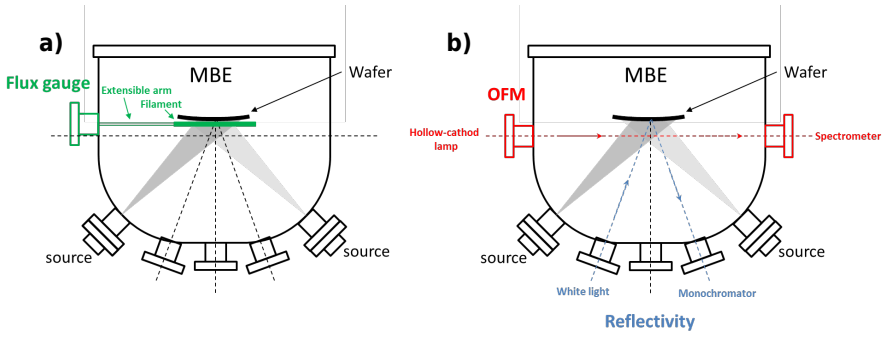 a)
MBE
Wafer
Flux gauge
Extensible arm
Filament
source
source
b)
MBE
Wafer
OFM
Hollow-cathod
lamp
Spectrometer
source
source
White light
Monochromator
Reflectivity